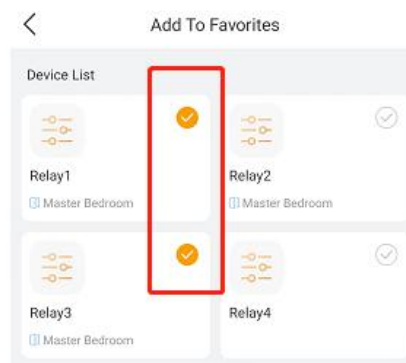 Add To Favorites
Device List
Relay1
Master Bedroom
Relay2
Master Bedroom
Relay3
Master Bedroom
Relay4